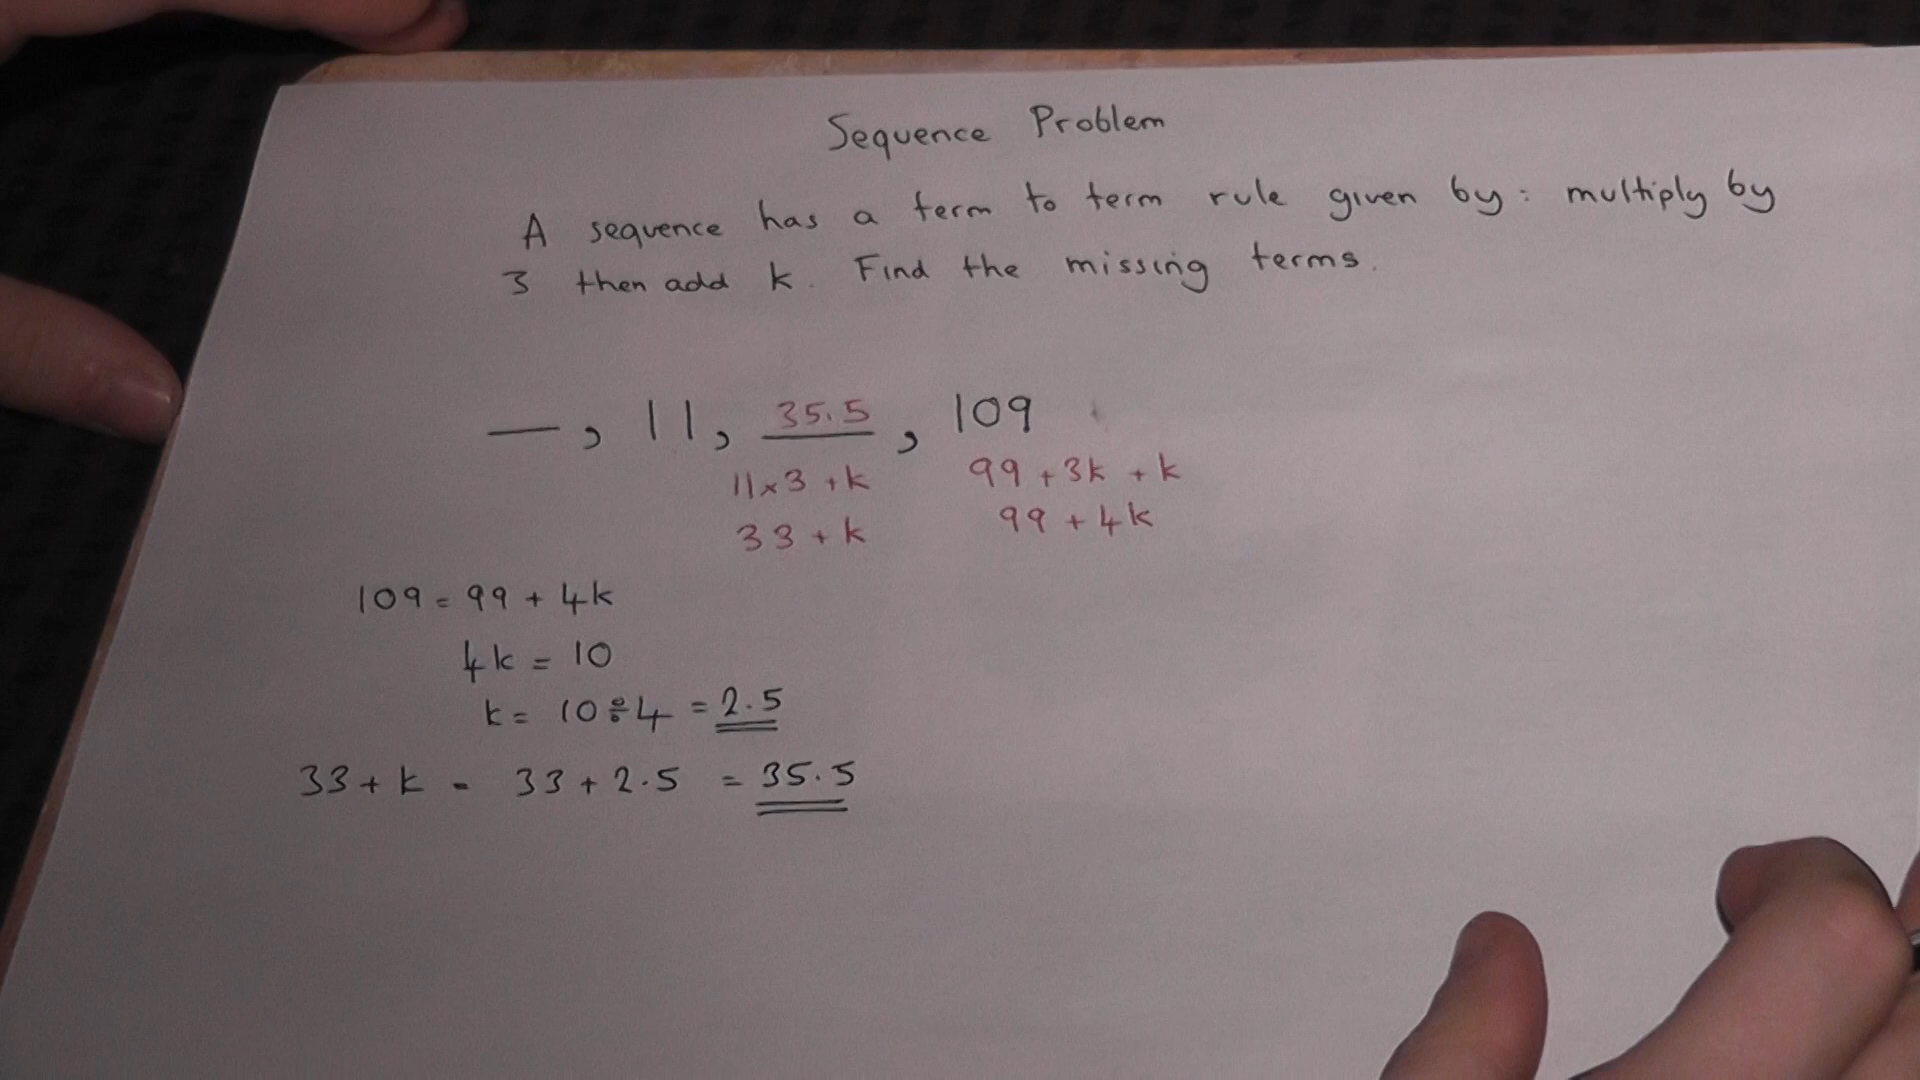 Sequence Problem
A sequence has a term to term rule given by: multiply by
3 then add k. Find the missing terms.
—, 11, 35.5, 109
11×3 + k 99 + 3k + k
33 + k 99 + 4k
109 = 99 + 4k
4k = 10
k = 10 ÷ 4 = 2.5
33 + k = 33 + 2.5 = 35.5